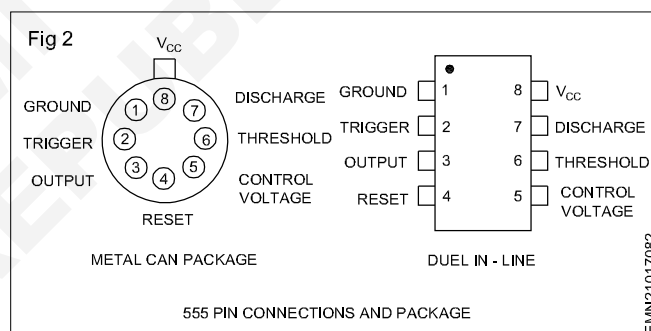 Fig 2
VCC
GROUND
TRIGGER
OUTPUT
1
2
3
4
5
6
7
8
DISCHARGE
THRESHOLD
CONTROL
VOLTAGE
RESET
METAL CAN PACKAGE
GROUND 1 8 VCC
TRIGGER 2 7 DISCHARGE
OUTPUT 3 6 THRESHOLD
RESET 4 5 CONTROL
VOLTAGE
DUEL IN - LINE
555 PIN CONNECTIONS AND PACKAGE